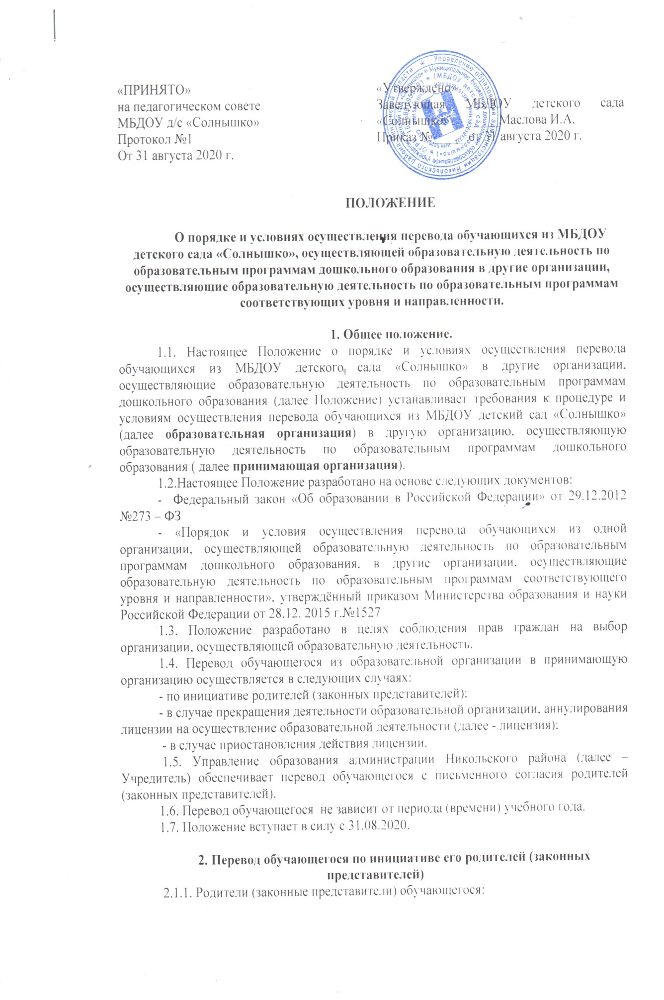 «ПРИНЯТО»
на педагогическом совете
МБДОУ д/с «Солнышко»
Протокол №1
От 31 августа 2020 г.
«Утверждено»
Заведующая МБДОУ детского сада
«Солнышко» Маслова И.А.
Приказ № от 31 августа 2020 г.
ПОЛОЖЕНИЕ
О порядке и условиях осуществления перевода обучающихся из МБДОУ
детского сада «Солнышко», осуществляющей образовательную деятельность по
образовательным программам дошкольного образования в другие организации,
осуществляющие образовательную деятельность по образовательным программам
соответствующих уровня и направленности.
1. Общее положение.
1.1. Настоящее Положение о порядке и условиях осуществления перевода
обучающихся из МБДОУ детского сада «Солнышко» в другие организации,
осуществляющие образовательную деятельность по образовательным программам
дошкольного образования (далее Положение) устанавливает требования к процедуре и
условиям осуществления перевода обучающихся из МБДОУ детский сад «Солнышко»
(далее образовательная организация) в другую организацию, осуществляющую
образовательную деятельность по образовательным программам дошкольного
образования ( далее принимающая организация).
1.2.Настоящее Положение разработано на основе следующих документов:
- Федеральный закон «Об образовании в Российской Федерации» от 29.12.2012
№273 – ФЗ
- «Порядок и условия осуществления перевода обучающихся из одной
организации, осуществляющей образовательную деятельность по образовательным
программам дошкольного образования, в другие организации, осуществляющие
образовательную деятельность по образовательным программам соответствующего
уровня и направленности», утверждённый приказом Министерства образования и науки
Российской Федерации от 28.12. 2015 г.№1527
1.3. Положение разработано в целях соблюдения прав граждан на выбор
организации, осуществляющей образовательную деятельность.
1.4. Перевод обучающегося из образовательной организации в принимающую
организацию осуществляется в следующих случаях:
- по инициативе родителей (законных представителей);
- в случае прекращения деятельности образовательной организации, аннулирования
лицензии на осуществление образовательной деятельности (далее - лицензия);
- в случае приостановления действия лицензии.
1.5. Управление образования администрации Никольского района (далее –
Учредитель) обеспечивает перевод обучающегося с письменного согласия родителей
(законных представителей).
1.6. Перевод обучающегося не зависит от периода (времени) учебного года.
1.7. Положение вступает в силу с 31.08.2020.
2. Перевод обучающегося по инициативе его родителей (законных
представителей)
2.1.1. Родители (законные представители) обучающегося: